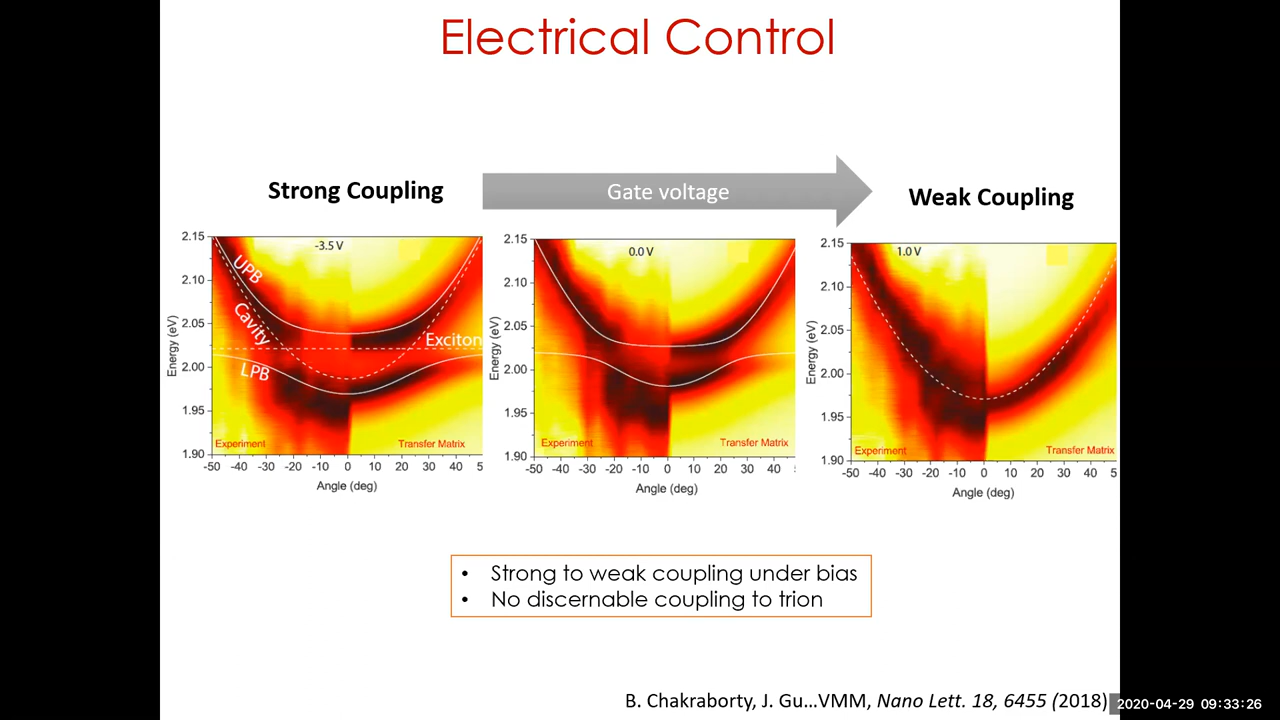 Electrical Control
Strong Coupling
Gate voltage
Weak Coupling
2.15
2.10
2.05
2.00
1.95
1.90
Energy (eV)
-3.5 V
UPB
Cavity
Exciton
LPB
Experiment
Transfer Matrix
-50 -40 -30 -20 -10 0 10 20 30 40 5
Angle (deg)
2.15
2.10
2.05
2.00
1.95
1.90
Energy (eV)
0.0 V
Experiment
Transfer Matrix
-50 -40 -30 -20 -10 0 10 20 30 40
Angle (deg)
2.15
2.10
2.05
2.00
1.95
1.90
Energy (eV)
1.0 V
Experiment
Transfer Matrix
-50 -40 -30 -20 -10 0 10 20 30 40 5
Angle (deg)
• Strong to weak coupling under bias
• No discernable coupling to trion
B. Chakraborty, J. Gu...VMM, Nano Lett. 18, 6455 (2018)
2020-04-29 09:33:26